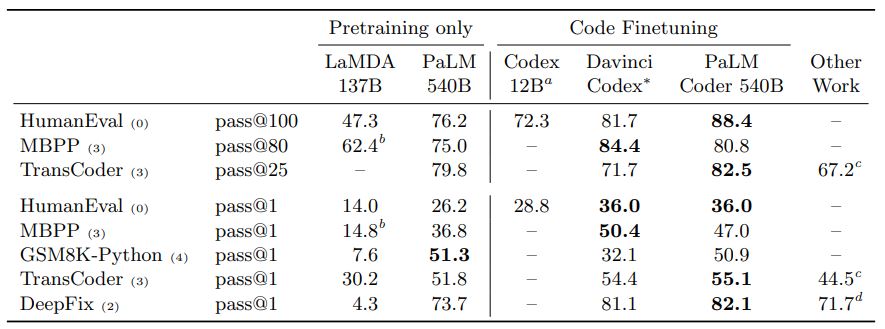 Pretraining only Code Finetuning
LaMDA PaLM Codex Davinci PaLM Other
137B 540B 12Bᵃ Codex* Coder 540B Work
HumanEval (0) pass@100 47.3 76.2 72.3 81.7 88.4 –
MBPP (3) pass@80 62.4ᵇ 75.0 – 84.4 80.8 –
TransCoder (3) pass@25 – 79.8 – 71.7 82.5 67.2ᶜ
HumanEval (0) pass@1 14.0 26.2 28.8 36.0 36.0 –
MBPP (3) pass@1 14.8ᵇ 36.8 – 50.4 47.0 –
GSM8K-Python (4) pass@1 7.6 51.3 – 32.1 50.9 –
TransCoder (3) pass@1 30.2 51.8 – 54.4 55.1 44.5ᶜ
DeepFix (2) pass@1 4.3 73.7 – 81.1 82.1 71.7ᵈ